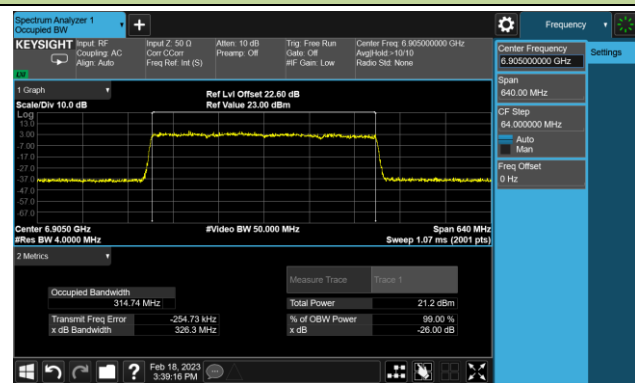 Spectrum Analyzer 1
Occupied BW
Frequency
KEYSIGHT
Input: RF
Coupling: AC
Align: Auto
Input Z: 50 Ω
Corr CCorr
Freq Ref: Int (S)
Atten: 10 dB
Preamp: Off
Trig: Free Run
Gate: Off
#IF Gain: Low
Center Freq: 6.905000000 GHz
Avg|Hold:>10/10
Radio Std: None
LXI
Center Frequency
6.905000000 GHz
Settings
Span
640.00 MHz
CF Step
64.000000 MHz
Auto
Man
Freq Offset
0 Hz
1 Graph
Scale/Div 10.0 dB
Ref Lvl Offset 22.60 dB
Ref Value 23.00 dBm
Log
13.0
3.00
-7.00
-17.0
-27.0
-37.0
-47.0
-57.0
-67.0
Center 6.9050 GHz
#Res BW 4.0000 MHz
#Video BW 50.000 MHz
Span 640 MHz
Sweep 1.07 ms (2001 pts)
2 Metrics
Measure Trace
Trace 1
Occupied Bandwidth
314.74 MHz
Total Power
21.2 dBm
Transmit Freq Error
-254.73 kHz
% of OBW Power
99.00 %
x dB Bandwidth
326.3 MHz
x dB
-26.00 dB
?
Feb 18, 2023
3:39:16 PM